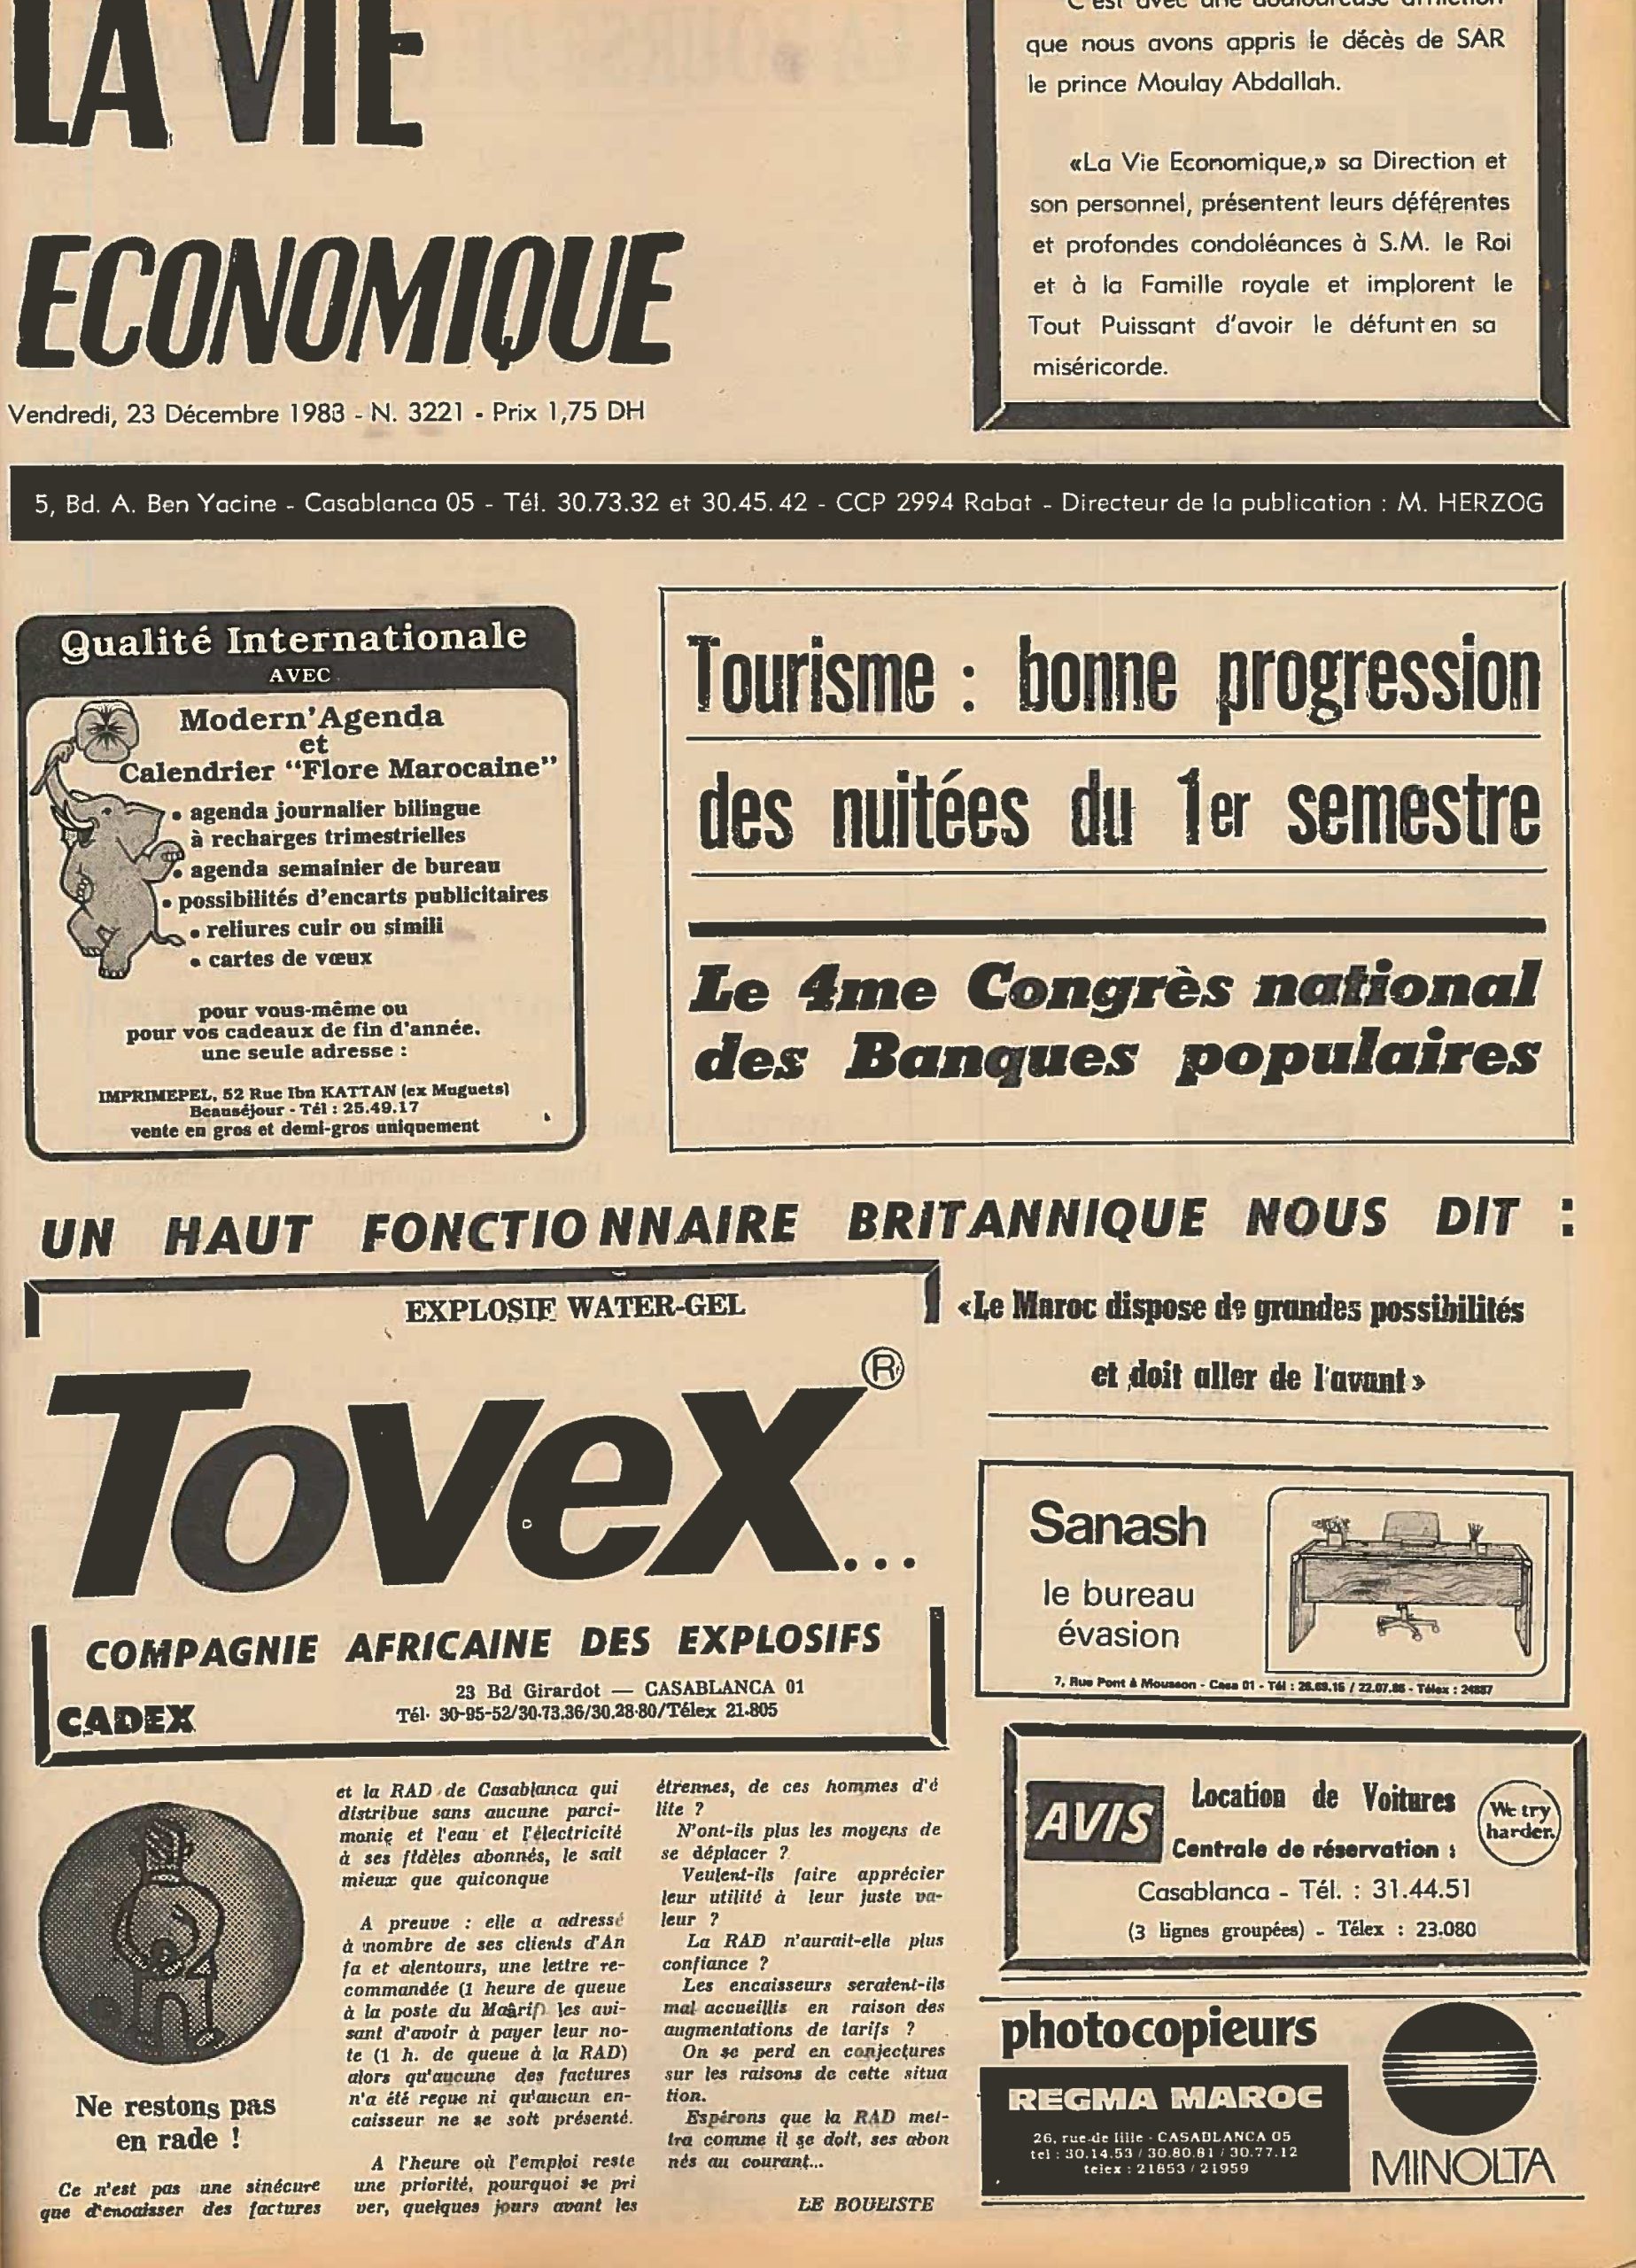 LA VIE
ECONOMIQUE
Vendredi, 23 Décembre 1983 - N. 3221 - Prix 1,75 DH
que nous avons appris le décès de SAR
le prince Moulay Abdallah.
«La Vie Economique,» sa Direction et
son personnel, présentent leurs déférentes
et profondes condoléances à S.M. le Roi
et à la Famille royale et implorent le
Tout Puissant d'avoir le défunt en sa
miséricorde.
5, Bd. A. Ben Yacine - Casablanca 05 - Tél. 30.73.32 et 30.45.42 - CCP 2994 Rabat - Directeur de la publication : M. HERZOG
Qualité Internationale
AVEC
Modern'Agenda
et
Calendrier "Flore Marocaine"
• agenda journalier bilingue
à recharges trimestrielles
• agenda semainier de bureau
• possibilités d'encarts publicitaires
• reliures cuir ou simili
• cartes de vœux
pour vous-même ou
pour vos cadeaux de fin d'année.
une seule adresse :
IMPRIMEPEL, 52 Rue Ibn KATTAN (ex Muguets)
Beauséjour - Tél : 25.49.17
vente en gros et demi-gros uniquement
Tourisme : bonne progression
des nuitées du 1er semestre
Le 4me Congrès national
des Banques populaires
UN HAUT FONCTIONNAIRE BRITANNIQUE NOUS DIT :
«Le Maroc dispose de grandes possibilités
et doit aller de l'avant»
EXPLOSIF WATER-GEL
Tovex®...
COMPAGNIE AFRICAINE DES EXPLOSIFS
23 Bd Girardot — CASABLANCA 01
CADEX
Tél· 30-95-52/30.73.36/30.28-80/Télex 21.805
Sanash
le bureau
évasion
7, Rue Pont à Mousson - Casa 01 - Tél : / - Télex :
AVIS
Location de Voitures
We try
harder.
Centrale de réservation :
Casablanca - Tél. : 31.44.51
(3 lignes groupées) - Télex : 23.080
photocopieurs
REGMA MAROC
26, rue de lille - CASABLANCA 05
tel : 30.14.53 / 30.80.81 / 30.77.12
telex : 21853 / 21959
MINOLTA
Ne restons pas
en rade !
Ce n'est pas une sinécure
que d'encaisser des factures
et la RAD de Casablanca qui
distribue sans aucune parci-
monie et l'eau et l'électricité
à ses fidèles abonnés, le sait
mieux que quiconque
A preuve : elle a adressé
à nombre de ses clients d'An
fa et alentours, une lettre re-
commandée (1 heure de queue
à la poste du Maârif) les avi-
sant d'avoir à payer leur no-
te (1 h. de queue à la RAD)
alors qu'aucune des factures
n'a été reçue ni qu'aucun en-
caisseur ne se soit présenté.
A l'heure où l'emploi reste
une priorité, pourquoi se pri
ver, quelques jours avant les
étrennes, de ces hommes d'é
lite ?
N'ont-ils plus les moyens de
se déplacer ?
Veulent-ils faire apprécier
leur utilité à leur juste va-
leur ?
La RAD n'aurait-elle plus
confiance ?
Les encaisseurs seraient-ils
mal accueillis en raison des
augmentations de tarifs ?
On se perd en conjectures
sur les raisons de cette situa
tion.
Espérons que la RAD met-
tra comme il se doit, ses abon
nés au courant...
LE BOULISTE